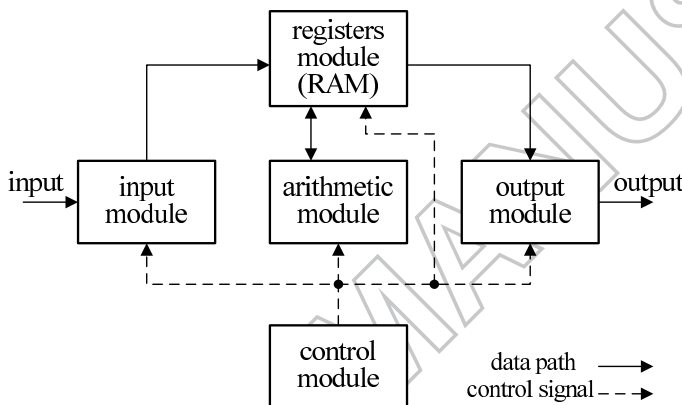 registers
module
(RAM)
input
input
module
arithmetic
module
output
module
output
control
module
data path
control signal